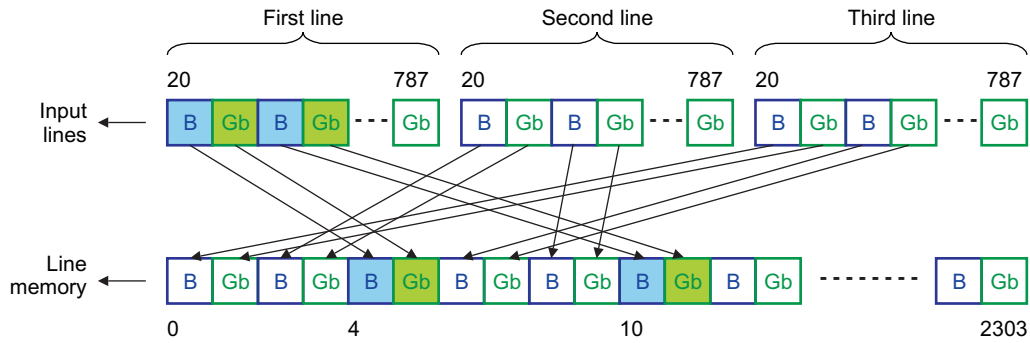 First line Second line Third line
20 787 20 787 20 787
Input lines B Gb B Gb Gb B Gb B Gb Gb B Gb B Gb Gb
Line memory B Gb B Gb B Gb B Gb B Gb B Gb B Gb B Gb
0 4 10 2303